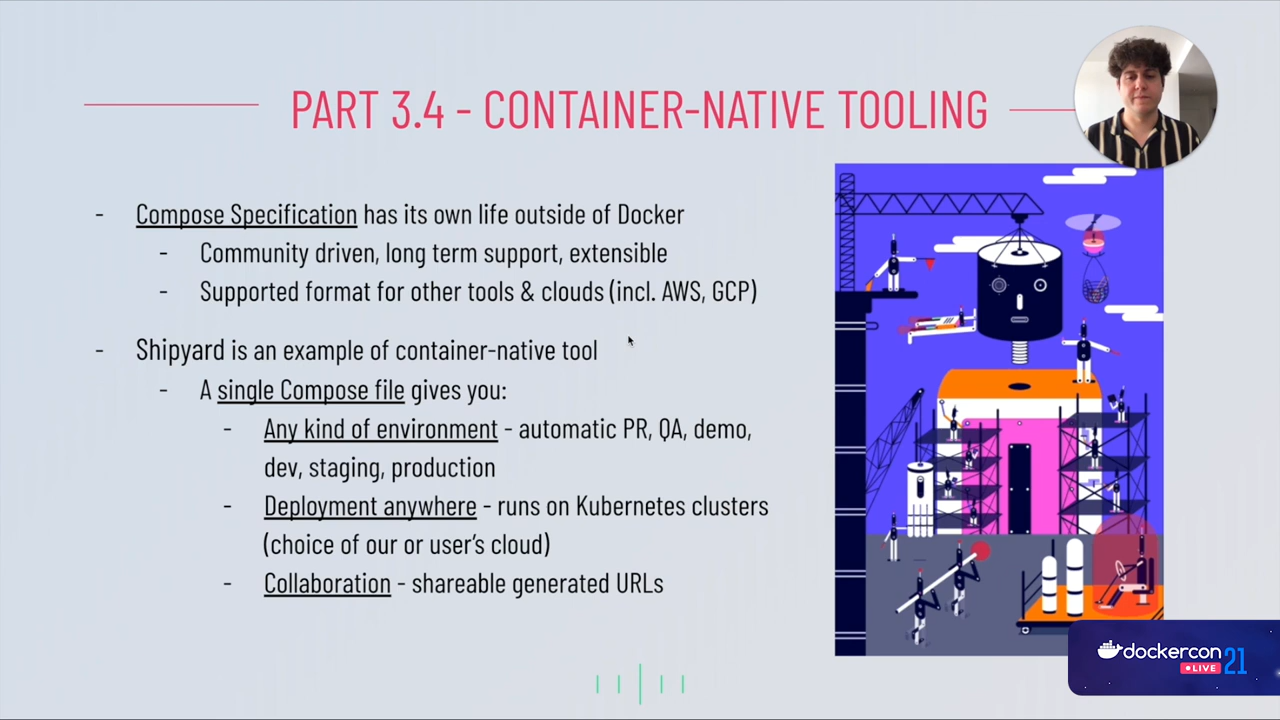 PART 3.4 - CONTAINER-NATIVE TOOLING
- Compose Specification has its own life outside of Docker
- Community driven, long term support, extensible
- Supported format for other tools & clouds (incl. AWS, GCP)
- Shipyard is an example of container-native tool
- A single Compose file gives you:
- Any kind of environment - automatic PR, QA, demo,
dev, staging, production
- Deployment anywhere - runs on Kubernetes clusters
(choice of our or user's cloud)
- Collaboration - shareable generated URLs
dockercon
LIVE
21